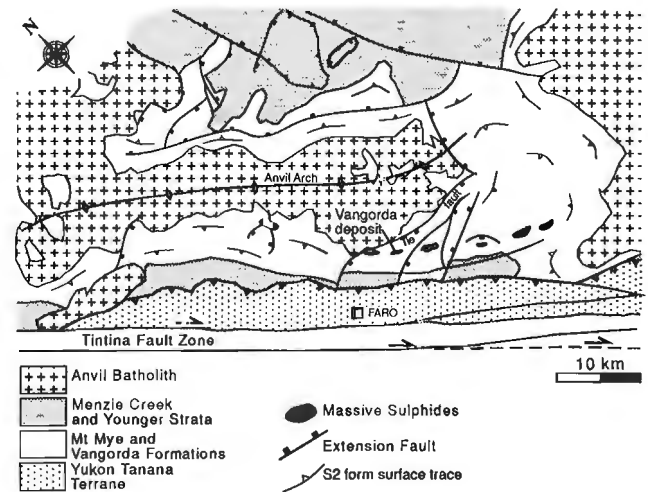 N
Anvil Arch
Vangorda
deposit
Tie
fault
FARO
Tintina Fault Zone
10 km
Anvil Batholith
Menzie Creek
and Younger Strata
Mt Mye and
Vangorda Formations
Yukon Tanana
Terrane
Massive Sulphides
Extension Fault
S2 form surface trace